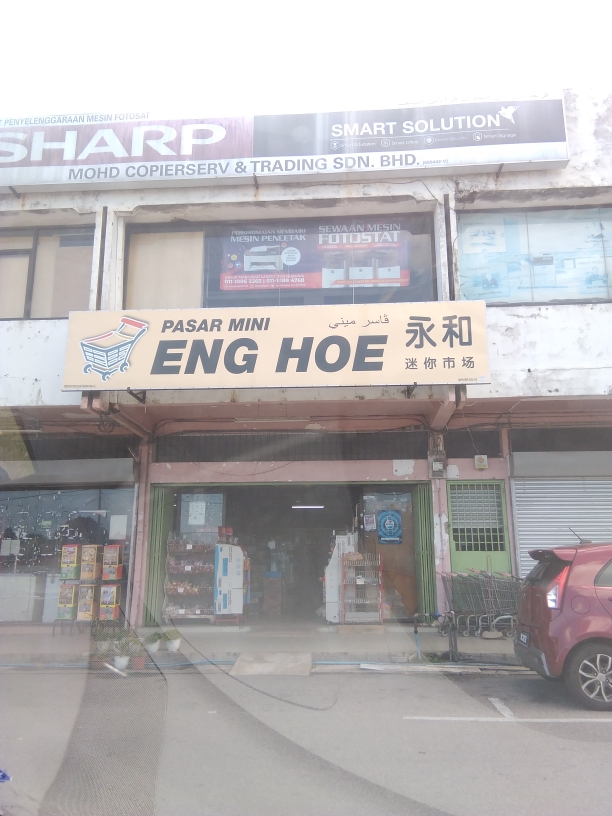 PENYELENGGARAAN MESIN FOTOSAT
SHARP
SMART SOLUTION
MOHD COPIERSERV & TRADING SDN. BHD.
MESIN PENCETAK
SEWAAN MESIN
FOTOSTAT
PASAR MINI
ڤاسر ميني
永和
ENG HOE
迷你市场